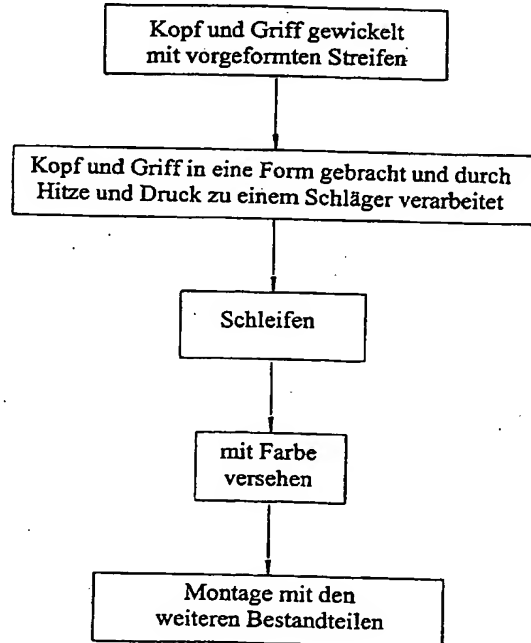 Kopf und Griff gewickelt
mit vorgeformten Streifen
Kopf und Griff in eine Form gebracht und durch
Hitze und Druck zu einem Schläger verarbeitet
Schleifen
mit Farbe
versehen
Montage mit den
weiteren Bestandteilen